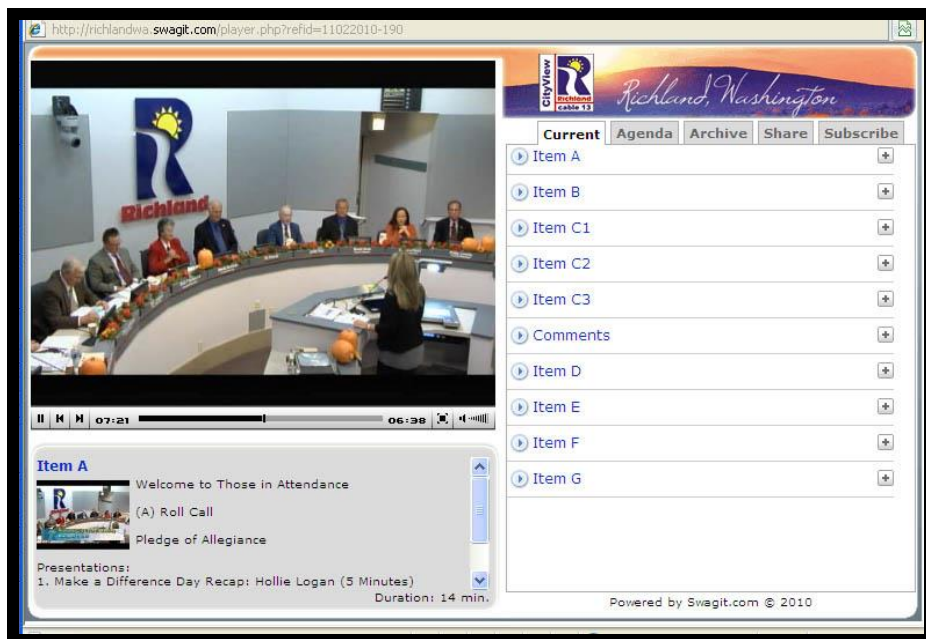 http://richlandwa.swagit.com/player.php?refid=11022010-190
CityView
Richland
cable 13
Richland, Washington
Current Agenda Archive Share Subscribe
Richland
Item A
Item B
Item C1
Item C2
Item C3
Comments
Item D
Item E
Item F
Item G
07:21 06:38
Item A
Welcome to Those in Attendance
(A) Roll Call
Pledge of Allegiance
Presentations:
1. Make a Difference Day Recap: Hollie Logan (5 Minutes)
Duration: 14 min.
Powered by Swagit.com © 2010